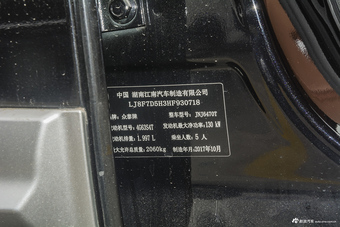 中国 湖南江南汽车制造有限公司
LJ8F7D5H3HF930718
品牌:众泰牌 整车型号: JNJ6470T
发动机型号: 4G63S4T 发动机最大净功率: 130 kW
发动机排量: 1.997 L 乘坐人数: 5 人
最大允许总质量: 2060kg 制造年月: 2017年10月